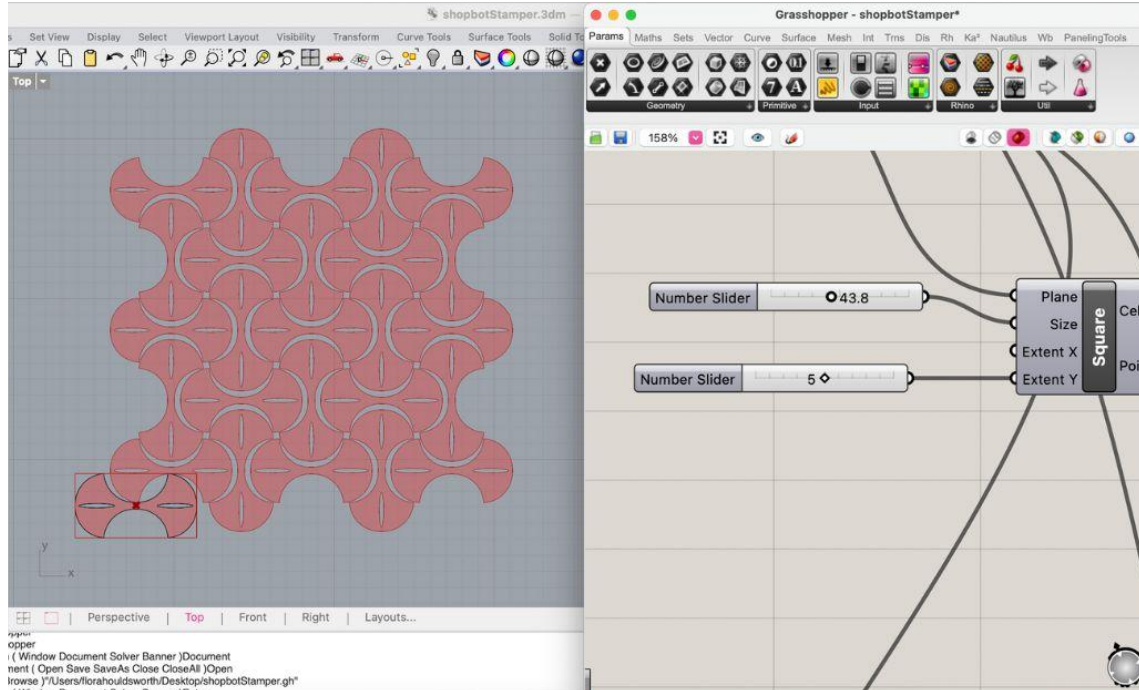 shopbotStamper.3dm —
Set View Display Select Viewport Layout Visibility Transform Curve Tools Surface Tools Solid
Top
y
x
Perspective | Top | Front | Right | Layouts...
opper
( Window Document Solver Banner )Document
ment ( Open Save SaveAs Close CloseAll )Open
Browse )"/Users/florahouldsworth/Desktop/shopbotStamper.gh"
Grasshopper - shopbotStamper*
Params Maths Sets Vector Curve Surface Mesh Int Trns Dis Rh Ka² Nautilus Wb PanelingTools
Geometry Primitive Input Rhino Util
158%
Number Slider 43.8
Number Slider 5
Plane
Size
Extent X
Extent Y
Square
Cel
Poi